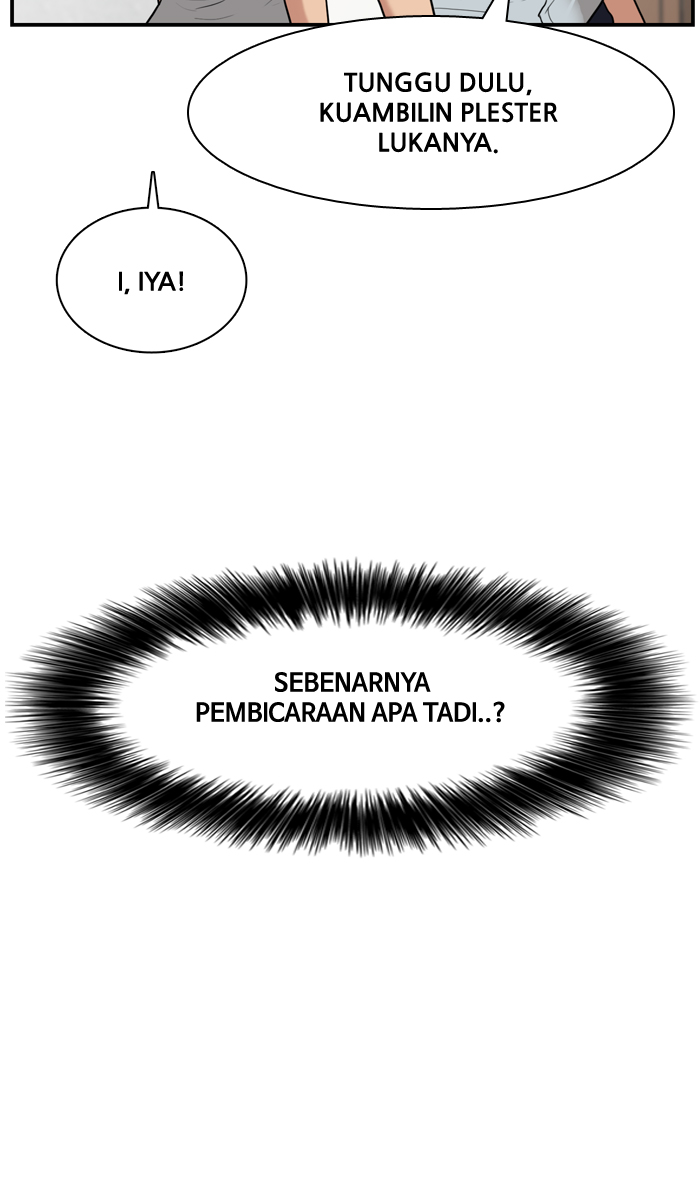 TUNGGU DULU,
KUAMBILIN PLESTER
LUKANYA.
I, IYA!
SEBENARNYA
PEMBICARAAN APA TADI..?